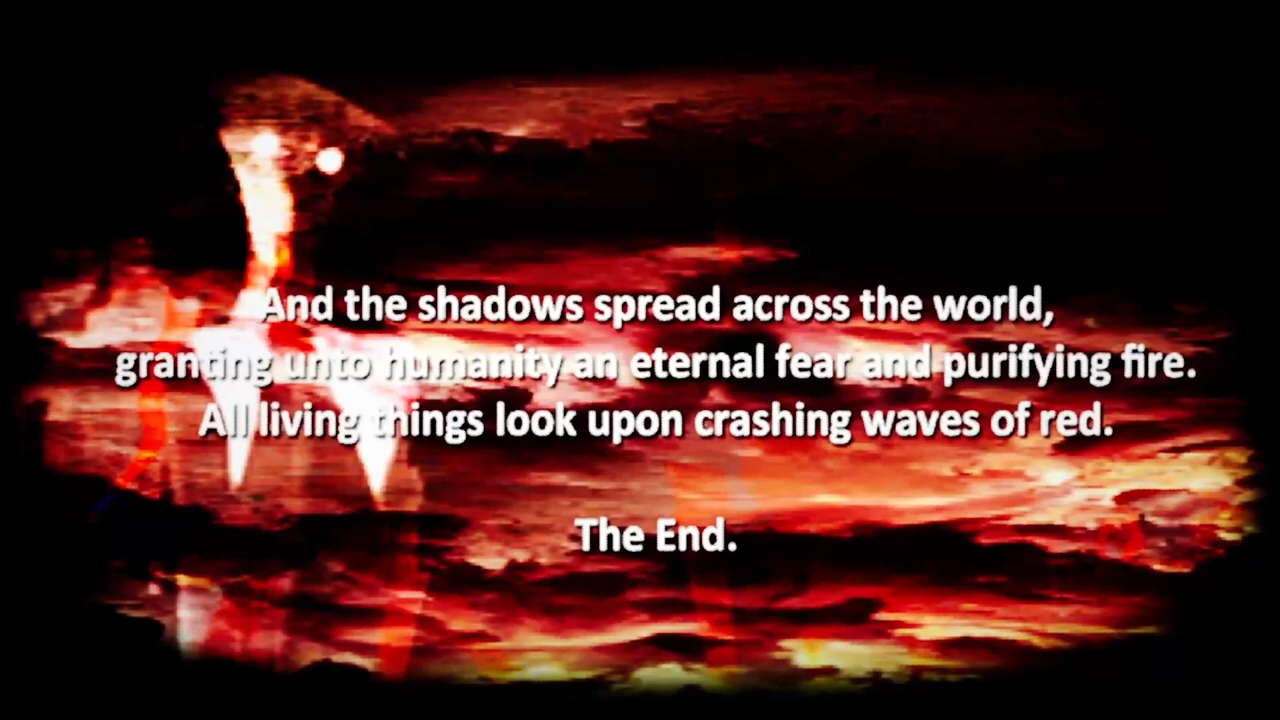 And the shadows spread across the world,
granting unto humanity an eternal fear and purifying fire.
All living things look upon crashing waves of red.
The End.